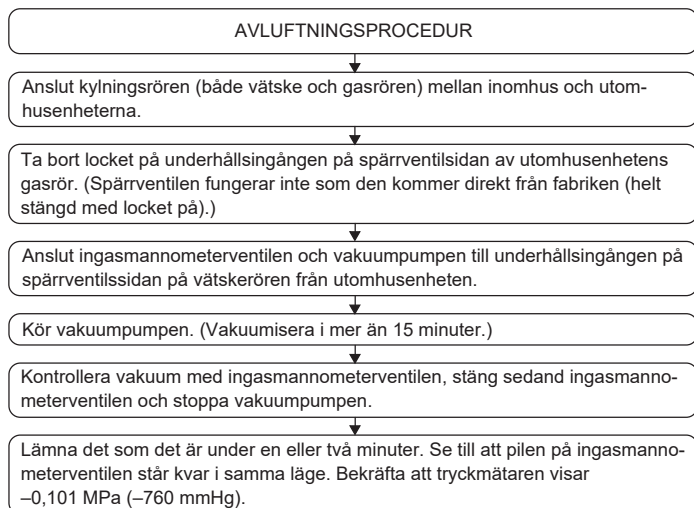 AVLUFTNINGSPROCEDUR
Anslut kylningsrören (både vätske och gasrören) mellan inomhus och utom-
husenheterna.
Ta bort locket på underhållsingången på spärrventilsidan av utomhusenhetens
gasrör. (Spärrventilen fungerar inte som den kommer direkt från fabriken (helt
stängd med locket på).)
Anslut ingasmannometerventilen och vakuumpumpen till underhållsingången på
spärrventilssidan på vätskerören från utomhusenheten.
Kör vakuumpumpen. (Vakuumisera i mer än 15 minuter.)
Kontrollera vakuum med ingasmannometerventilen, stäng sedand ingasmanno-
meterventilen och stoppa vakuumpumpen.
Lämna det som det är under en eller två minuter. Se till att pilen på ingasmanno-
meterventilen står kvar i samma läge. Bekräfta att tryckmätaren visar
–0,101 MPa (–760 mmHg).